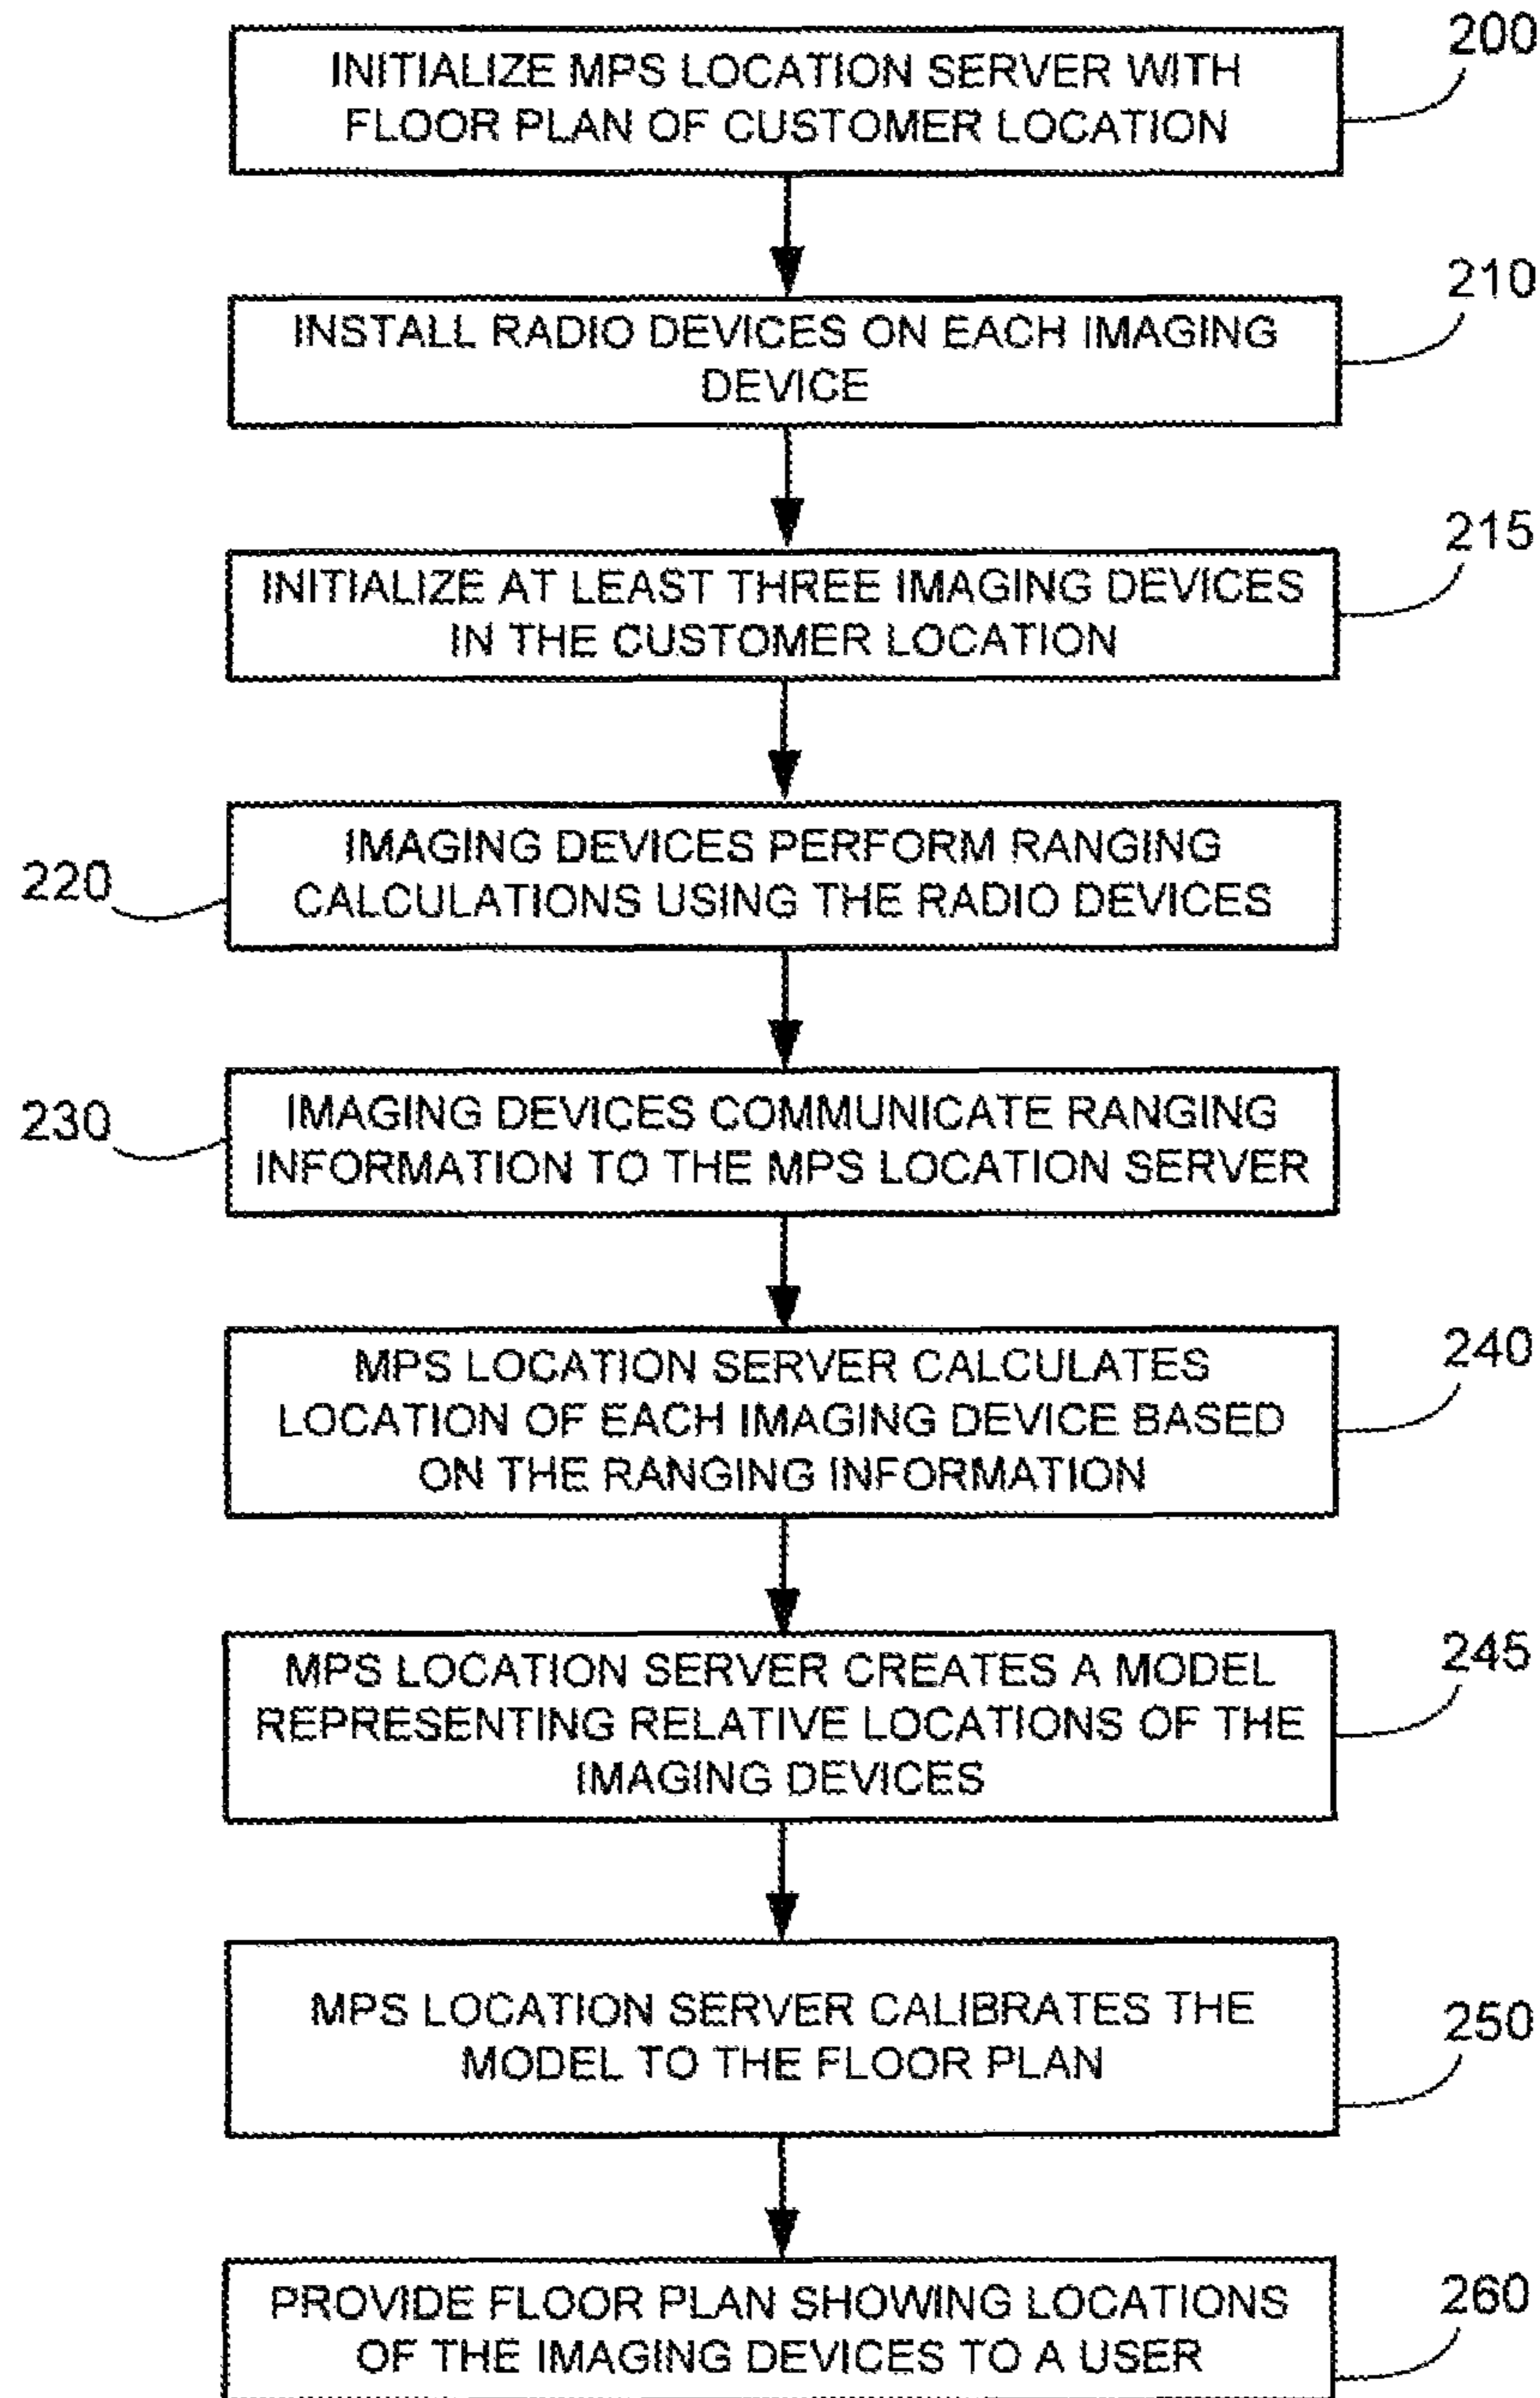 200
INITIALIZE MPS LOCATION SERVER WITH
FLOOR PLAN OF CUSTOMER LOCATION
210
INSTALL RADIO DEVICES ON EACH IMAGING
DEVICE
215
INITIALIZE AT LEAST THREE IMAGING DEVICES
IN THE CUSTOMER LOCATION
220
IMAGING DEVICES PERFORM RANGING
CALCULATIONS USING THE RADIO DEVICES
230
IMAGING DEVICES COMMUNICATE RANGING
INFORMATION TO THE MPS LOCATION SERVER
240
MPS LOCATION SERVER CALCULATES
LOCATION OF EACH IMAGING DEVICE BASED
ON THE RANGING INFORMATION
245
MPS LOCATION SERVER CREATES A MODEL
REPRESENTING RELATIVE LOCATIONS OF THE
IMAGING DEVICES
250
MPS LOCATION SERVER CALIBRATES THE
MODEL TO THE FLOOR PLAN
260
PROVIDE FLOOR PLAN SHOWING LOCATIONS
OF THE IMAGING DEVICES TO A USER